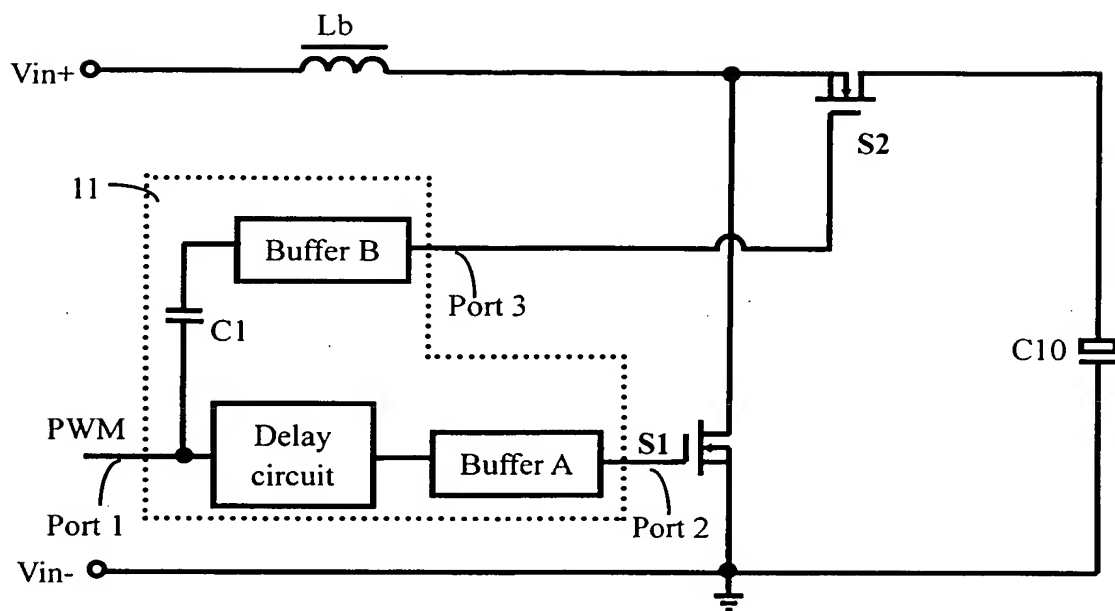 Lb
Vin+
S2
11
Buffer B
Port 3
C1
C10
PWM
Delay
circuit
Buffer A
S1
Port 1
Port 2
Vin-